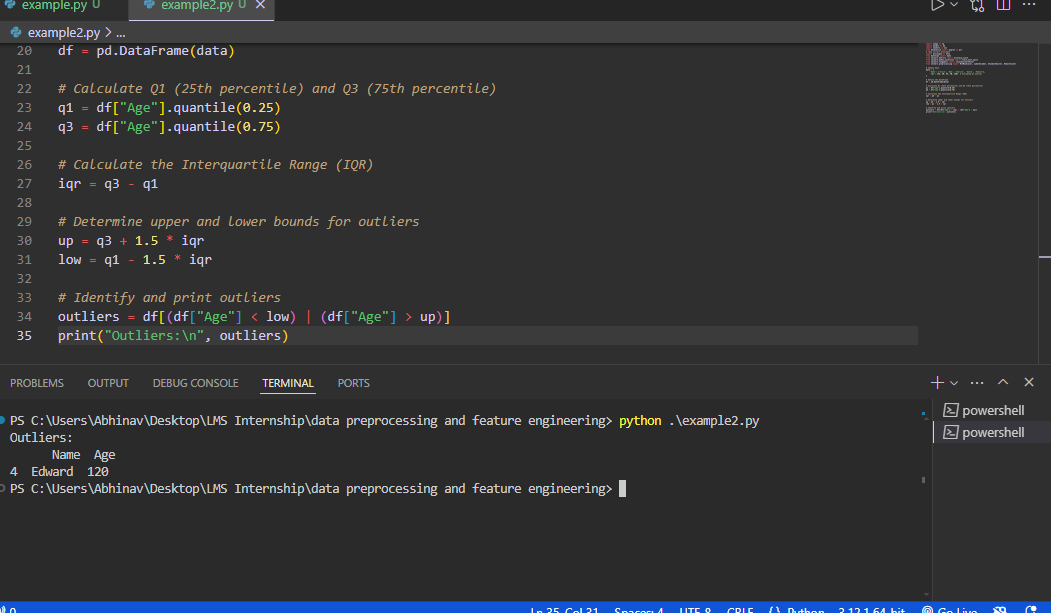 example.py U
example2.py U
example2.py > ...
20 df = pd.DataFrame(data)
21
22 # Calculate Q1 (25th percentile) and Q3 (75th percentile)
23 q1 = df["Age"].quantile(0.25)
24 q3 = df["Age"].quantile(0.75)
25
26 # Calculate the Interquartile Range (IQR)
27 iqr = q3 - q1
28
29 # Determine upper and lower bounds for outliers
30 up = q3 + 1.5 * iqr
31 low = q1 - 1.5 * iqr
32
33 # Identify and print outliers
34 outliers = df[(df["Age"] < low) | (df["Age"] > up)]
35 print("Outliers:\n", outliers)
PROBLEMS OUTPUT DEBUG CONSOLE TERMINAL PORTS
PS C:\Users\Abhinav\Desktop\LMS Internship\data preprocessing and feature engineering> python .\example2.py
Outliers:
Name Age
4 Edward 120
PS C:\Users\Abhinav\Desktop\LMS Internship\data preprocessing and feature engineering>
powershell
powershell
0 Ln 35, Col 31 Spaces: 4 UTF-8 CRLF {} Python 3.12.1 64-bit Go Live